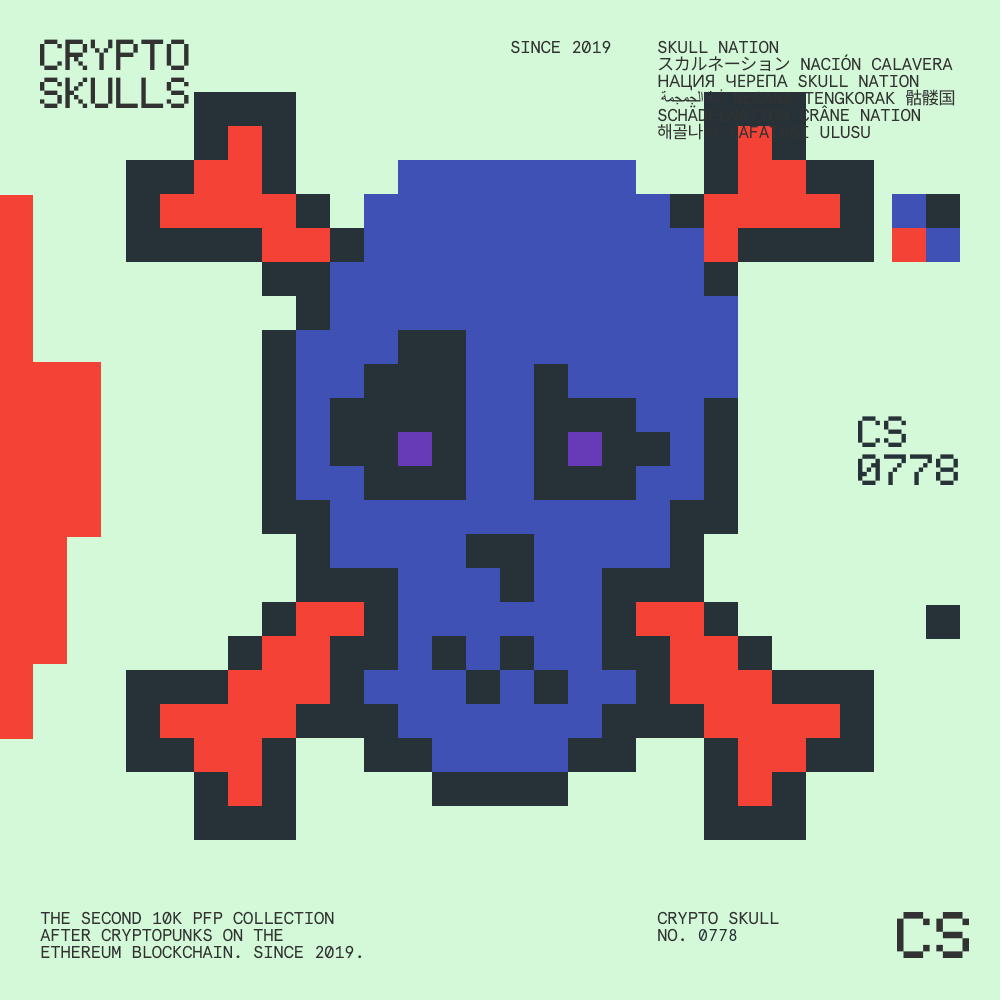 CRYPTO
SKULLS
SINCE 2019
SKULL NATION
スカルネーション NACIÓN CALAVERA
НАЦИЯ ЧЕРЕПА SKULL NATION
الجمجمة TENGKORAK 骷髅国
CRÂNE NATION
해골나 ULUSU
CS
0778
THE SECOND 10K PFP COLLECTION
AFTER CRYPTOPUNKS ON THE
ETHEREUM BLOCKCHAIN. SINCE 2019.
CRYPTO SKULL
NO. 0778
CS